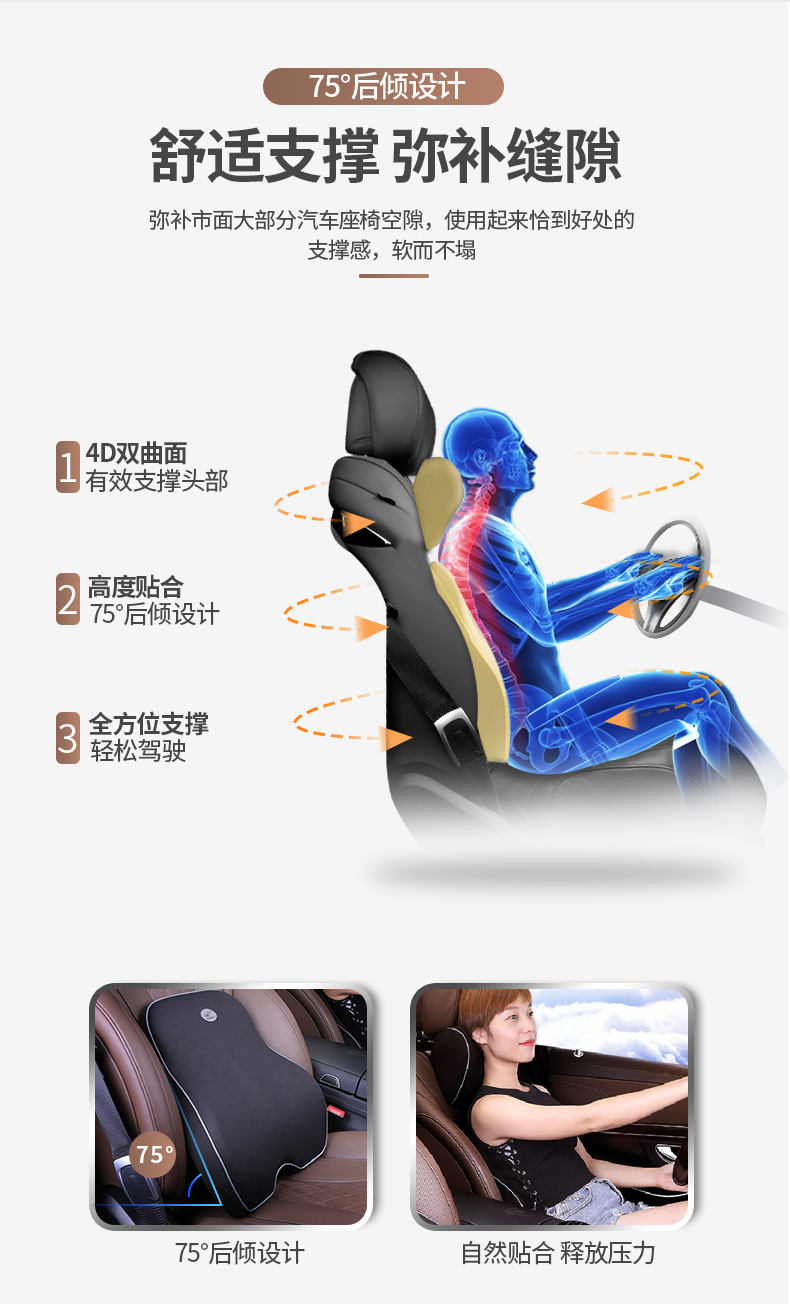 75°后倾设计
舒适支撑 弥补缝隙
弥补市面大部分汽车座椅空隙，使用起来恰到好处的
支撑感，软而不塌
1
4D双曲面
有效支撑头部
2
高度贴合
75°后倾设计
3
全方位支撑
轻松驾驶
75°
75°后倾设计
自然贴合 释放压力